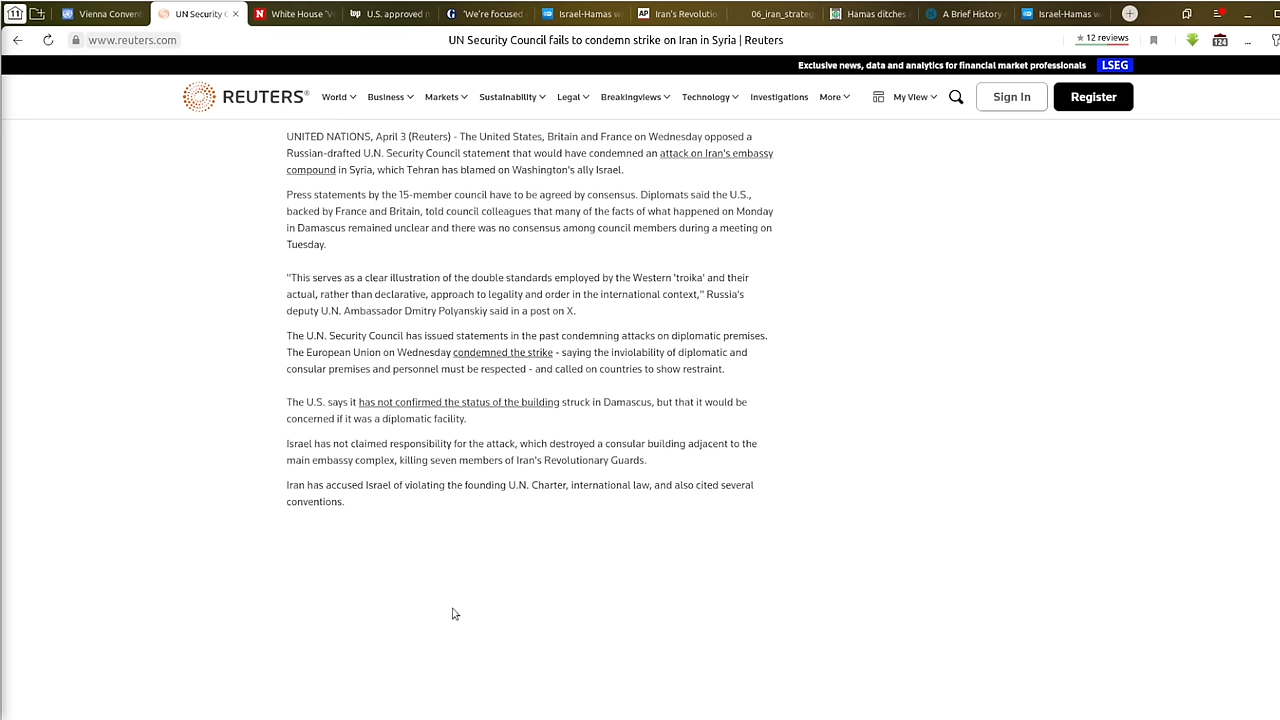 Vienna Conven
UN Security C
White House 'V
U.S. approved
'We're focused
Israel-Hamas w
AP
Iran's Revolutio
06_iran_strateg
Hamas ditches
A Brief History
Israel-Hamas w
www.reuters.com
UN Security Council fails to condemn strike on Iran in Syria | Reuters
★ 12 reviews
124
Exclusive news, data and analytics for financial market professionals
LSEG
REUTERS®
World
Business
Markets
Sustainability
Legal
Breakingviews
Technology
Investigations
More
My View
Sign In
Register
UNITED NATIONS, April 3 (Reuters) - The United States, Britain and France on Wednesday opposed a
Russian-drafted U.N. Security Council statement that would have condemned an attack on Iran's embassy
compound in Syria, which Tehran has blamed on Washington's ally Israel.
Press statements by the 15-member council have to be agreed by consensus. Diplomats said the U.S.,
backed by France and Britain, told council colleagues that many of the facts of what happened on Monday
in Damascus remained unclear and there was no consensus among council members during a meeting on
Tuesday.
"This serves as a clear illustration of the double standards employed by the Western 'troika' and their
actual, rather than declarative, approach to legality and order in the international context," Russia's
deputy U.N. Ambassador Dmitry Polyanskiy said in a post on X.
The U.N. Security Council has issued statements in the past condemning attacks on diplomatic premises.
The European Union on Wednesday condemned the strike - saying the inviolability of diplomatic and
consular premises and personnel must be respected - and called on countries to show restraint.
The U.S. says it has not confirmed the status of the building struck in Damascus, but that it would be
concerned if it was a diplomatic facility.
Israel has not claimed responsibility for the attack, which destroyed a consular building adjacent to the
main embassy complex, killing seven members of Iran's Revolutionary Guards.
Iran has accused Israel of violating the founding U.N. Charter, international law, and also cited several
conventions.